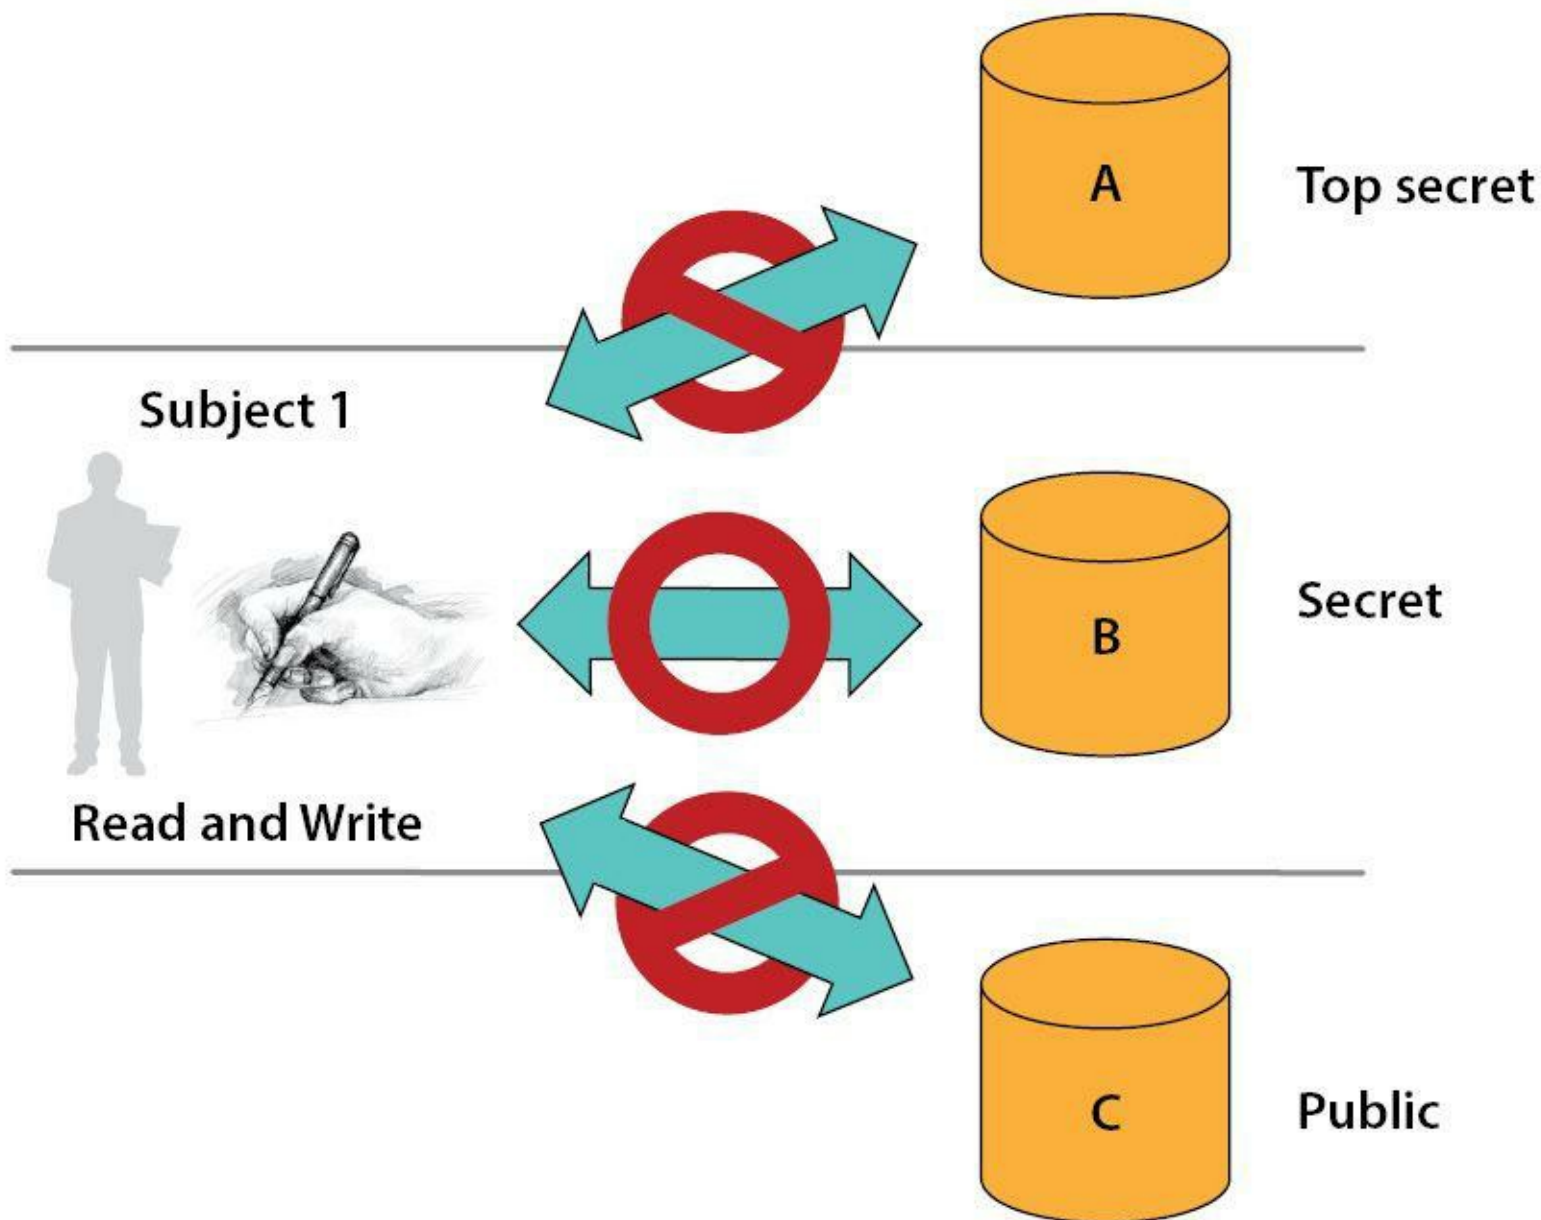 A
Top secret
Subject 1
B
Secret
Read and Write
C
Public